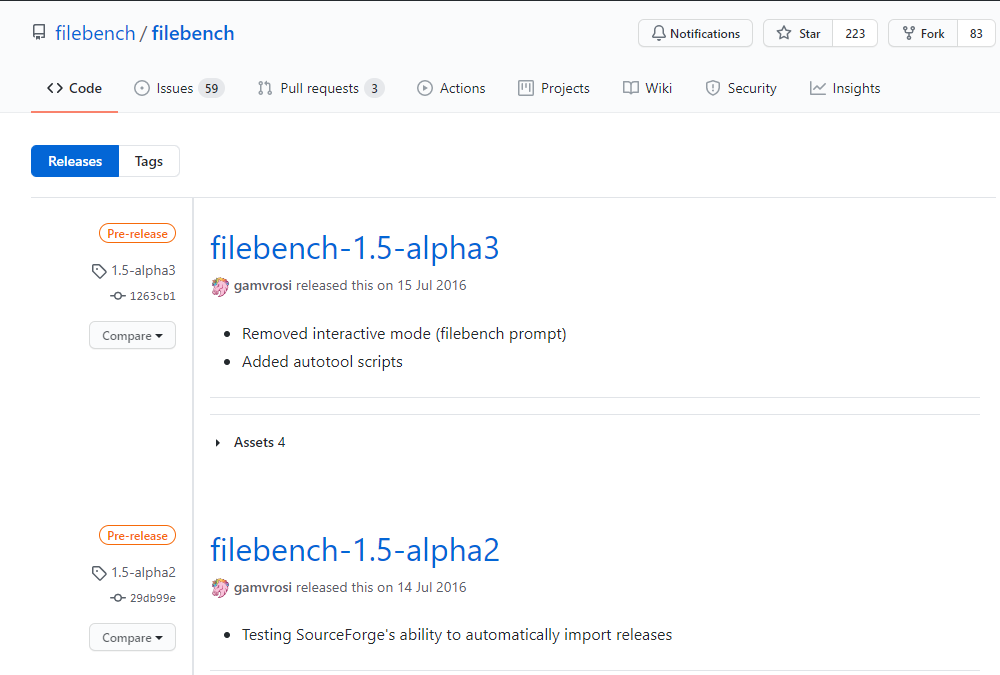 filebench / filebench
Notifications Star 223 Fork 83
Code Issues 59 Pull requests 3 Actions Projects Wiki Security Insights
Releases Tags
Pre-release
1.5-alpha3
1263cb1
Compare
filebench-1.5-alpha3
gamvrosi released this on 15 Jul 2016
Removed interactive mode (filebench prompt)
Added autotool scripts
Assets 4
Pre-release
1.5-alpha2
29db99e
Compare
filebench-1.5-alpha2
gamvrosi released this on 14 Jul 2016
Testing SourceForge's ability to automatically import releases